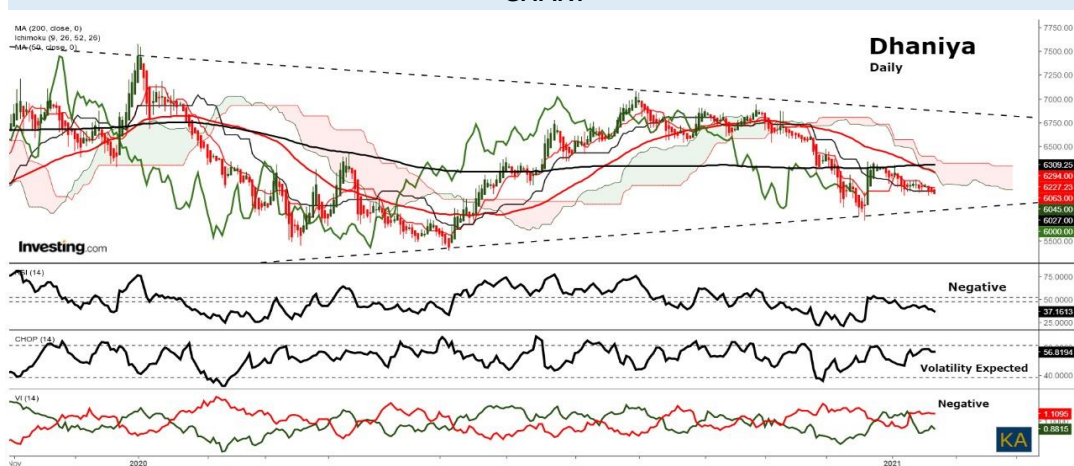 MA (200, close, 0)
Ichimoku (9, 26, 52, 26)
MA (50, close, 0)
Dhaniya
Daily
7750.00
7500.00
7250.00
7000.00
6750.00
6500.00
6309.25
6294.00
6227.23
6063.00
6045.00
6027.00
6000.00
5500.00
Investing.com
RSI (14)
Negative
75.0000
50.0000
37.1613
25.0000
CHOP (14)
Volatility Expected
56.8194
40.0000
VI (14)
Negative
1.1095
0.8815
KA
Nov
2020
2021